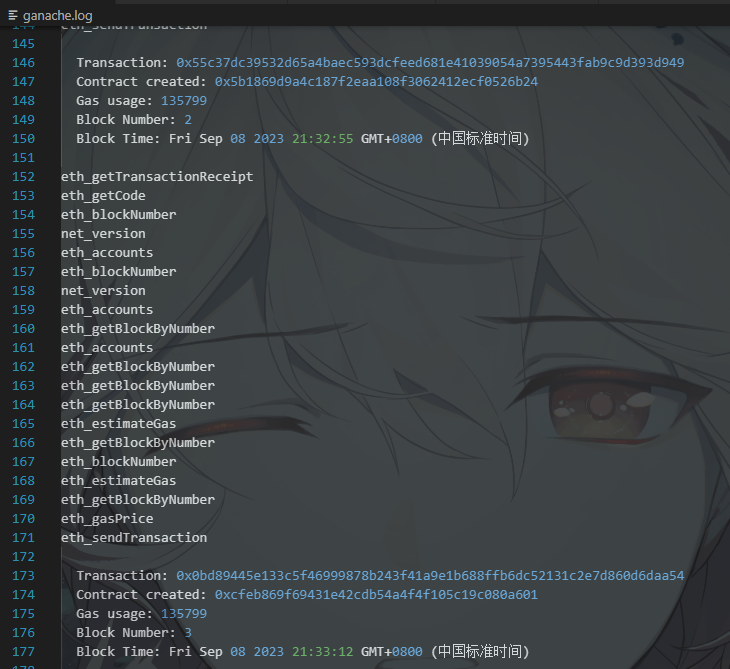 ganache.log
144 eth_sendTransaction
145
146 Transaction: 0x55c37dc39532d65a4baec593dcfeed681e41039054a7395443fab9c9d393d949
147 Contract created: 0x5b1869d9a4c187f2eaa108f3062412ecf0526b24
148 Gas usage: 135799
149 Block Number: 2
150 Block Time: Fri Sep 08 2023 21:32:55 GMT+0800 (中国标准时间)
151
152 eth_getTransactionReceipt
153 eth_getCode
154 eth_blockNumber
155 net_version
156 eth_accounts
157 eth_blockNumber
158 net_version
159 eth_accounts
160 eth_getBlockByNumber
161 eth_accounts
162 eth_getBlockByNumber
163 eth_getBlockByNumber
164 eth_getBlockByNumber
165 eth_estimateGas
166 eth_getBlockByNumber
167 eth_blockNumber
168 eth_estimateGas
169 eth_getBlockByNumber
170 eth_gasPrice
171 eth_sendTransaction
172
173 Transaction: 0x0bd89445e133c5f46999878b243f41a9e1b688ffb6dc52131c2e7d860d6daa54
174 Contract created: 0xcfeb869f69431e42cdb54a4f4f105c19c080a601
175 Gas usage: 135799
176 Block Number: 3
177 Block Time: Fri Sep 08 2023 21:33:12 GMT+0800 (中国标准时间)